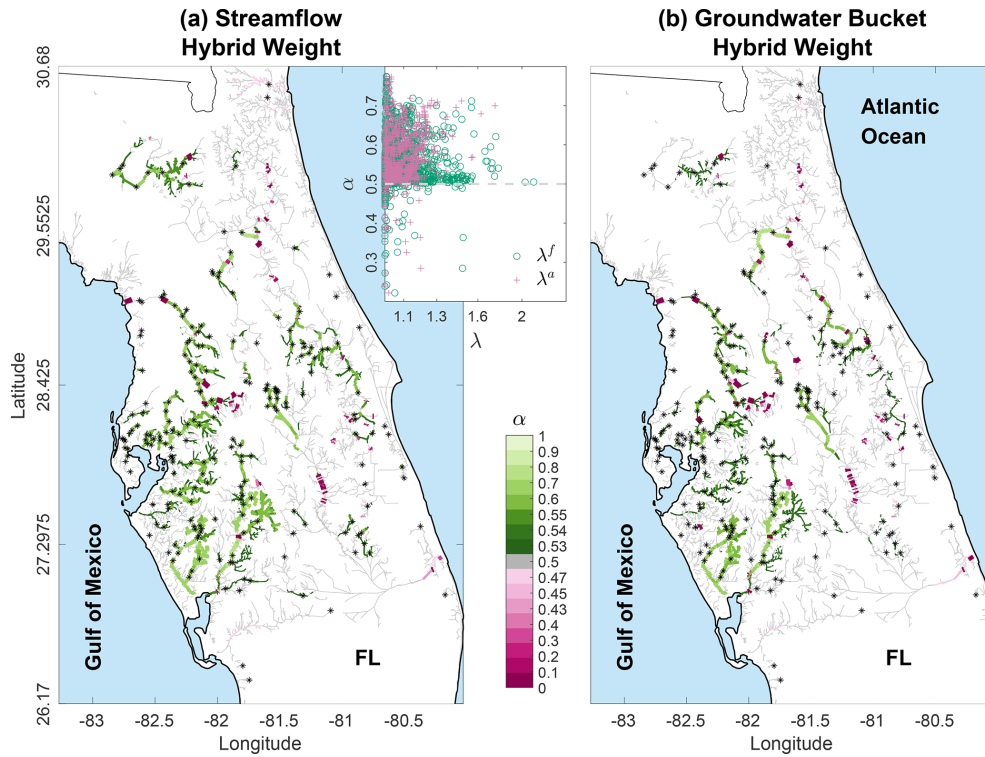 (a) Streamflow
Hybrid Weight
(b) Groundwater Bucket
Hybrid Weight
30.68
29.5525
28.425
27.2975
26.17
Latitude
-83
-82.5
-82
-81.5
-81
-80.5
Longitude
Gulf of Mexico
FL
0.7
0.6
0.5
0.4
0.3
α
1.1
1.3
1.6
2
λ
λᶠ
λᵃ
α
1
0.9
0.8
0.7
0.6
0.55
0.54
0.53
0.5
0.47
0.45
0.43
0.4
0.3
0.2
0.1
0
Atlantic
Ocean
Gulf of Mexico
FL
-83
-82.5
-82
-81.5
-81
-80.5
Longitude